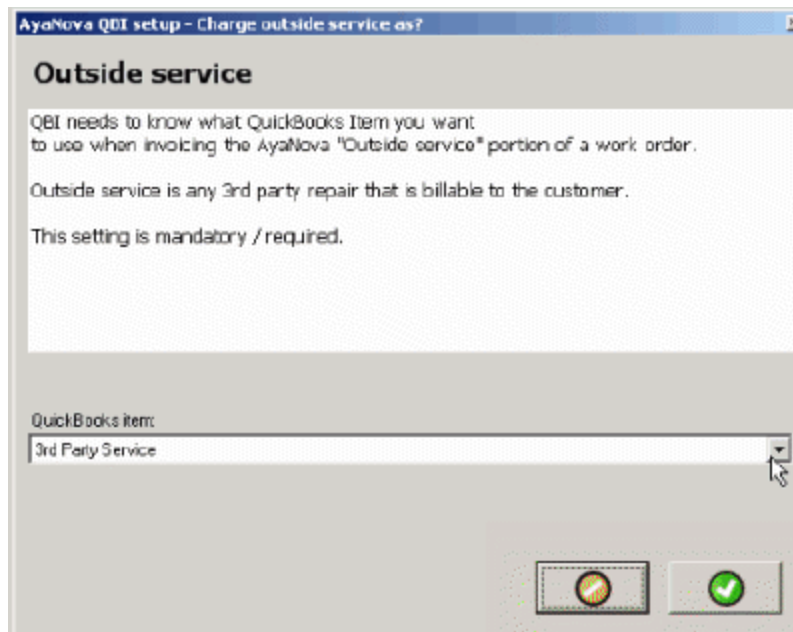 AyaNova QBI setup - Charge outside service as?
Outside service
QBI needs to know what QuickBooks Item you want
to use when invoicing the AyaNova "Outside service" portion of a work order.
Outside service is any 3rd party repair that is billable to the customer.
This setting is mandatory / required.
QuickBooks item:
3rd Party Service